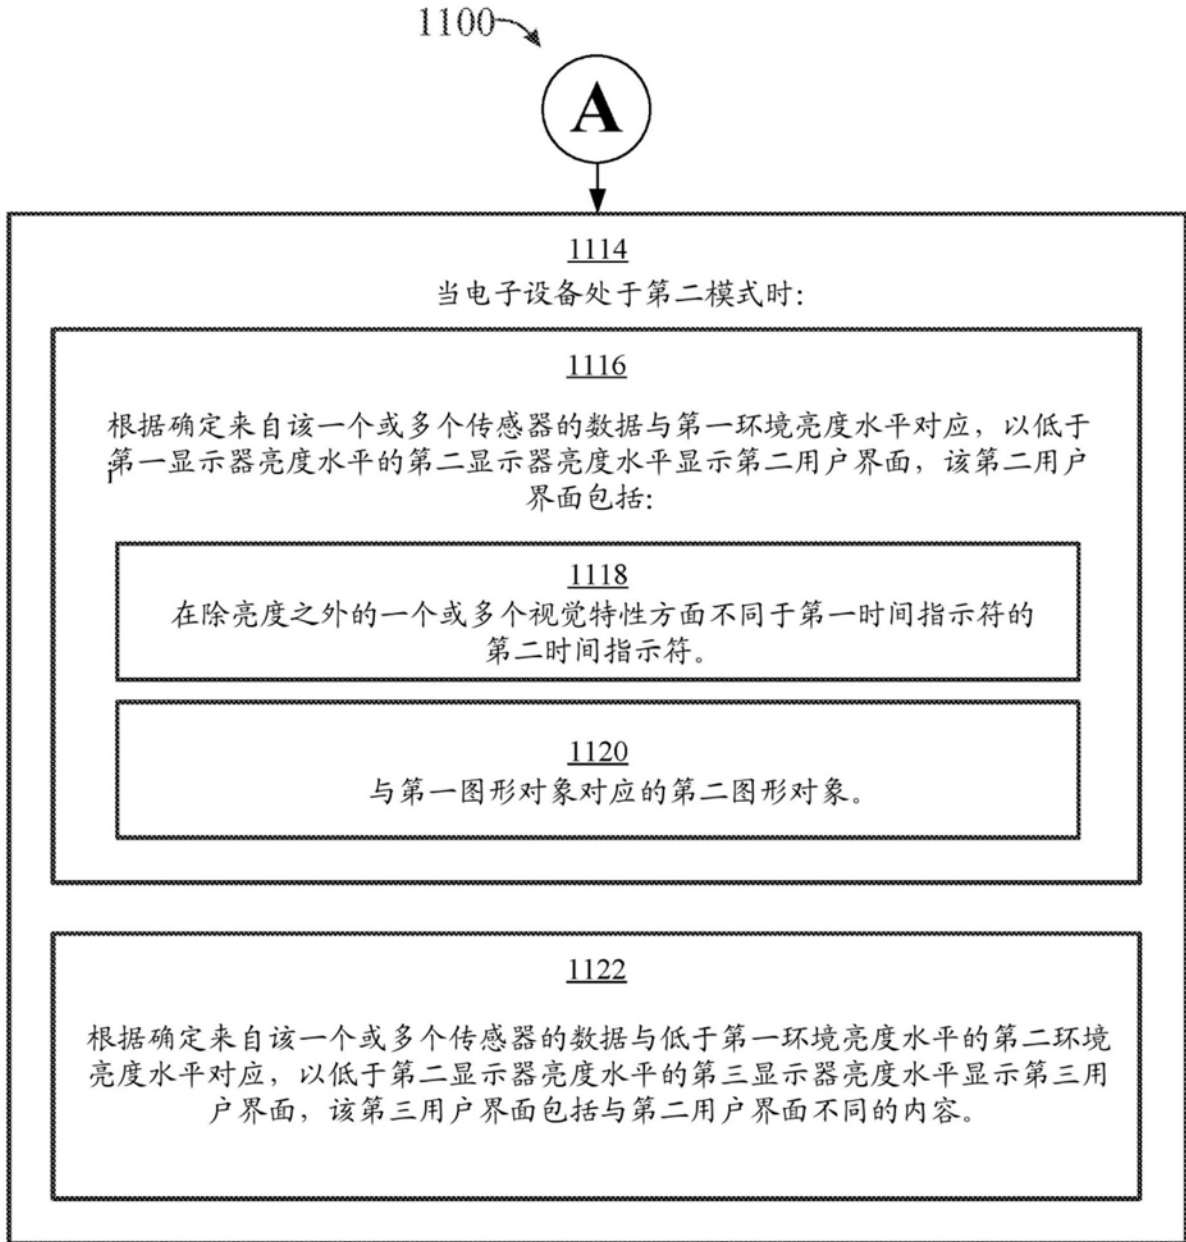 1100
A
1114
当电子设备处于第二模式时:
1116
根据确定来自该一个或多个传感器的数据与第一环境亮度水平对应，以低于
第一显示器亮度水平的第二显示器亮度水平显示第二用户界面，该第二用户
界面包括:
1118
在除亮度之外的一个或多个视觉特性方面不同于第一时间指示符的
第二时间指示符。
1120
与第一图形对象对应的第二图形对象。
1122
根据确定来自该一个或多个传感器的数据与低于第一环境亮度水平的第二环境
亮度水平对应，以低于第二显示器亮度水平的第三显示器亮度水平显示第三用
户界面，该第三用户界面包括与第二用户界面不同的内容。